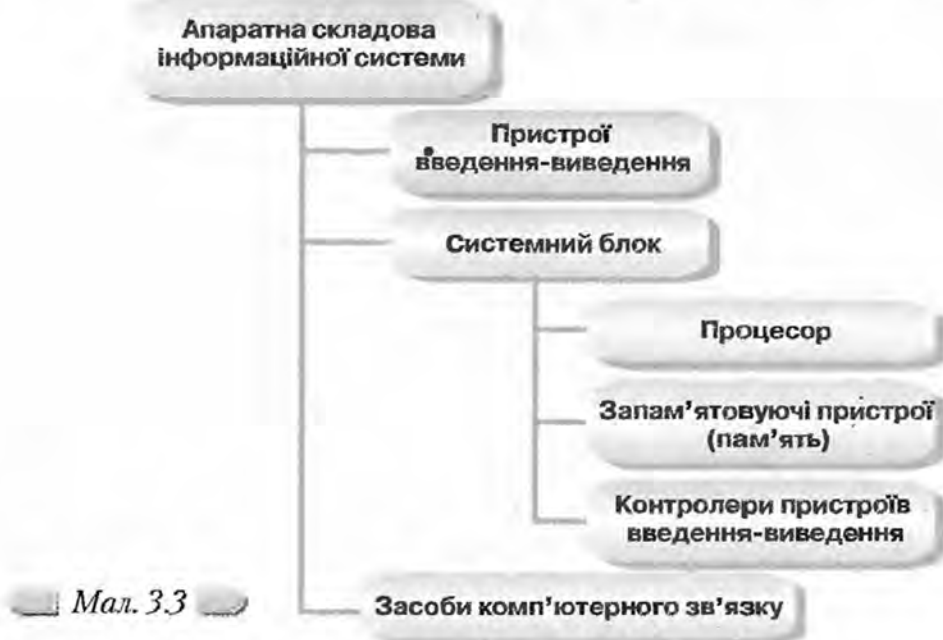 Апаратна складова
інформаційної системи
Пристрої
введення-виведення
Системний блок
Процесор
Запам’ятовуючі пристрої
(пам’ять)
Контролери пристроїв
введення-виведення
Засоби комп’ютерного зв’язку
Мал. 3.3